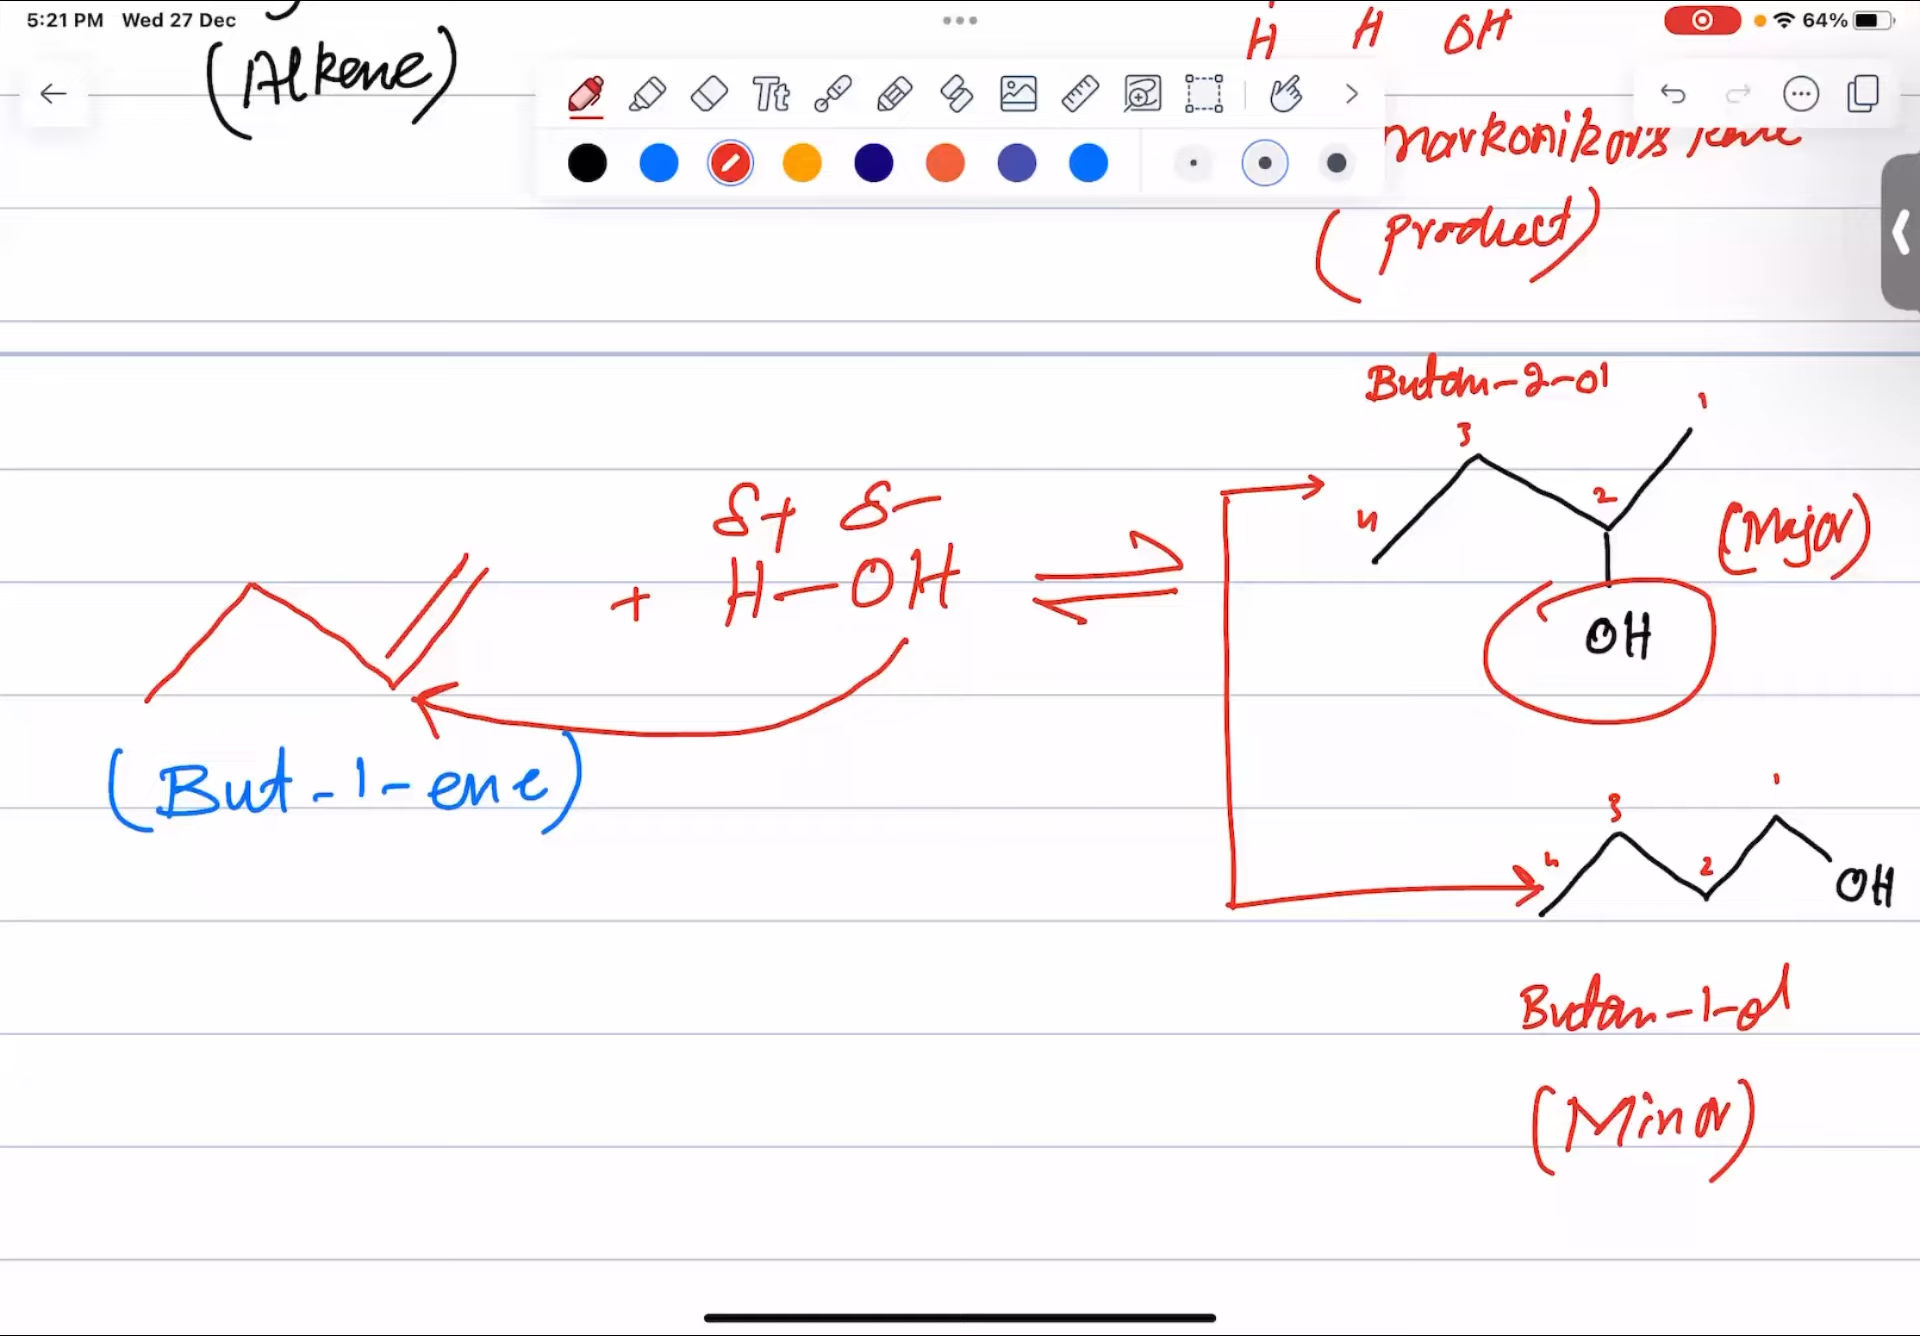 5:21 PM Wed 27 Dec
64%
H H OH
(Alkene)
Tt
markonikov's
(Product)
Butan-2-ol
3 1
4 2
(Major)
δ+ δ-
+ H-OH
OH
(But-1-ene)
3 1
4 2
OH
Butan-1-ol
(Minor)